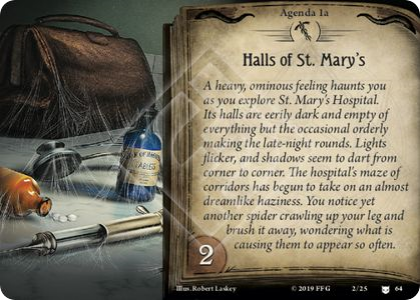 Agenda 1a
Halls of St. Mary's
A heavy, ominous feeling haunts you
as you explore St. Mary's Hospital.
Its halls are eerily dark and empty of
everything but the occasional orderly
making the late-night rounds. Lights
flicker, and shadows seem to dart from
corner to corner. The hospital's maze of
corridors has begun to take on an almost
dreamlike haziness. You notice yet
another spider crawling up your leg and
brush it away, wondering what is
causing them to appear so often.
2
Illus. Robert Laskey
© 2019 FFG
2/25
64